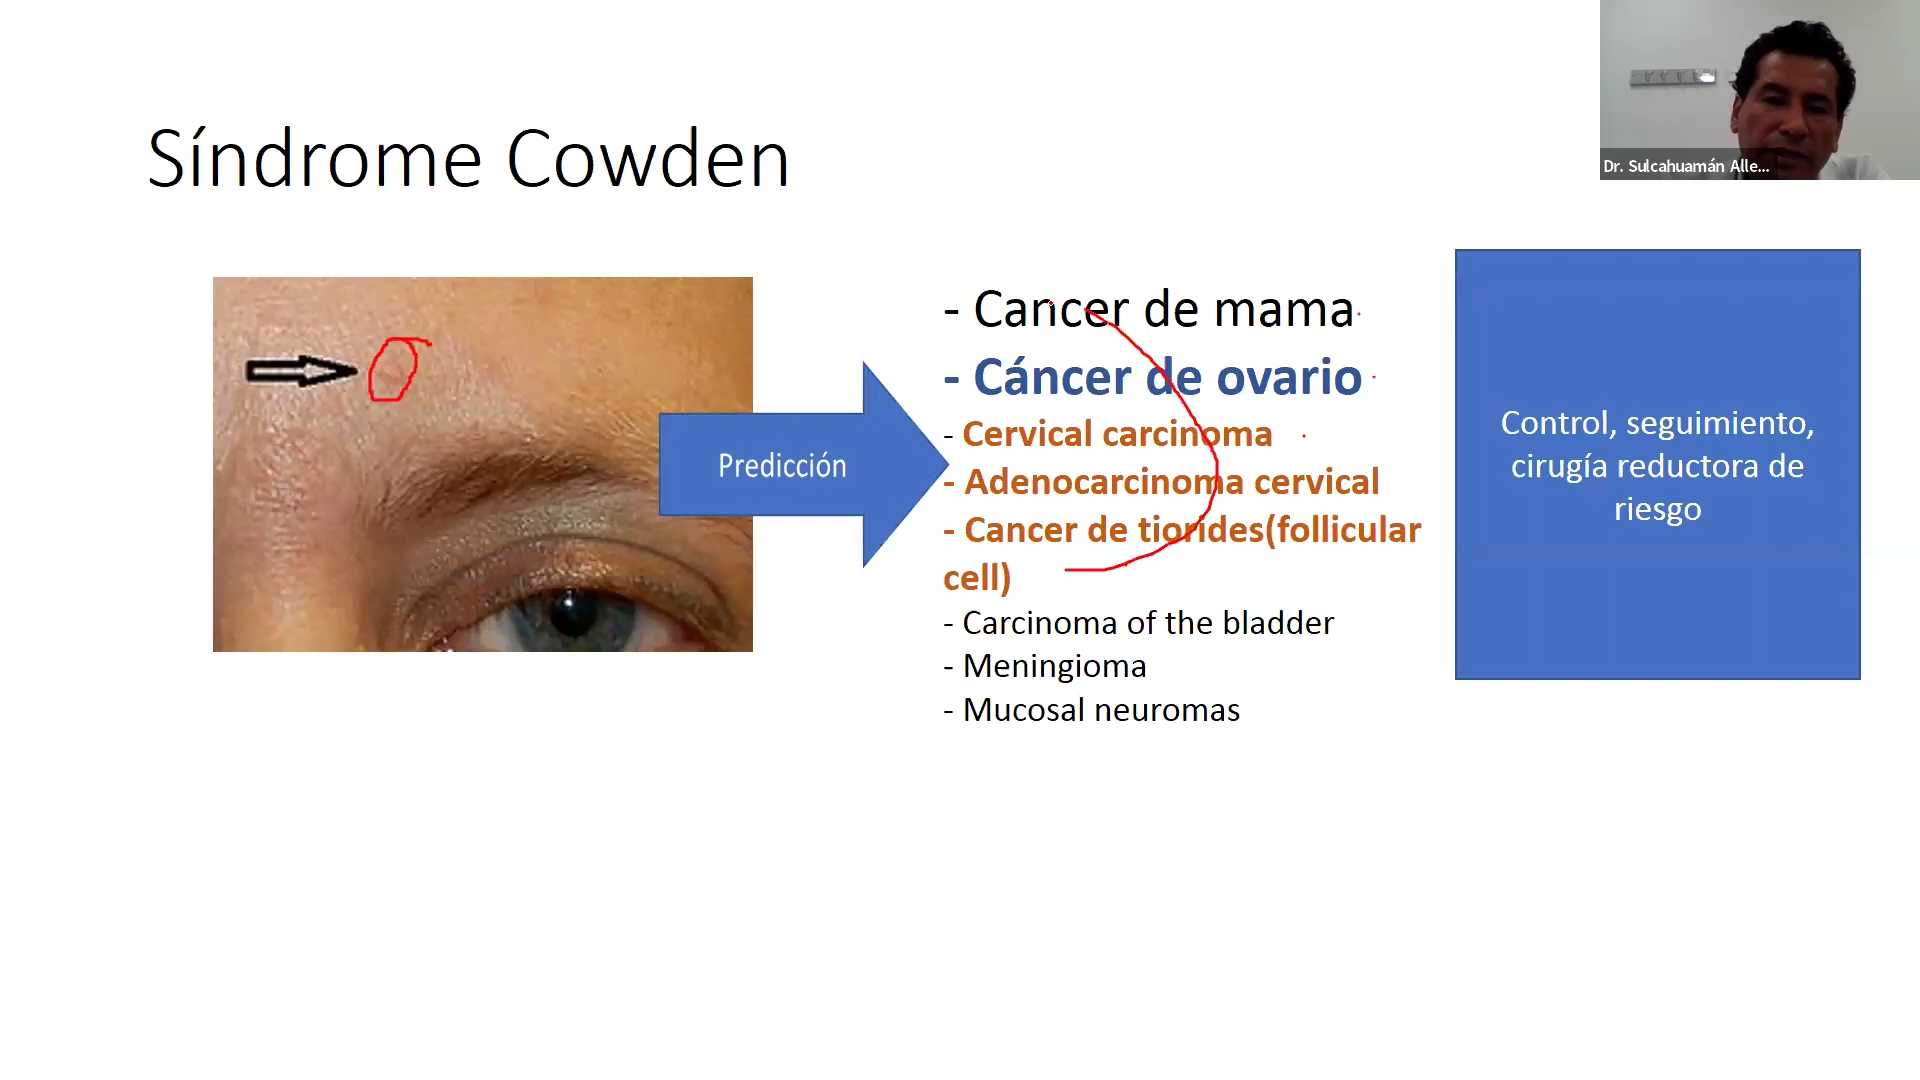 Dr. Sulcahuamán Alle...
Síndrome Cowden
Predicción
- Cancer de mama
- Cáncer de ovario
- Cervical carcinoma
- Adenocarcinoma cervical
- Cancer de tiorides(follicular
cell)
- Carcinoma of the bladder
- Meningioma
- Mucosal neuromas
Control, seguimiento,
cirugía reductora de
riesgo